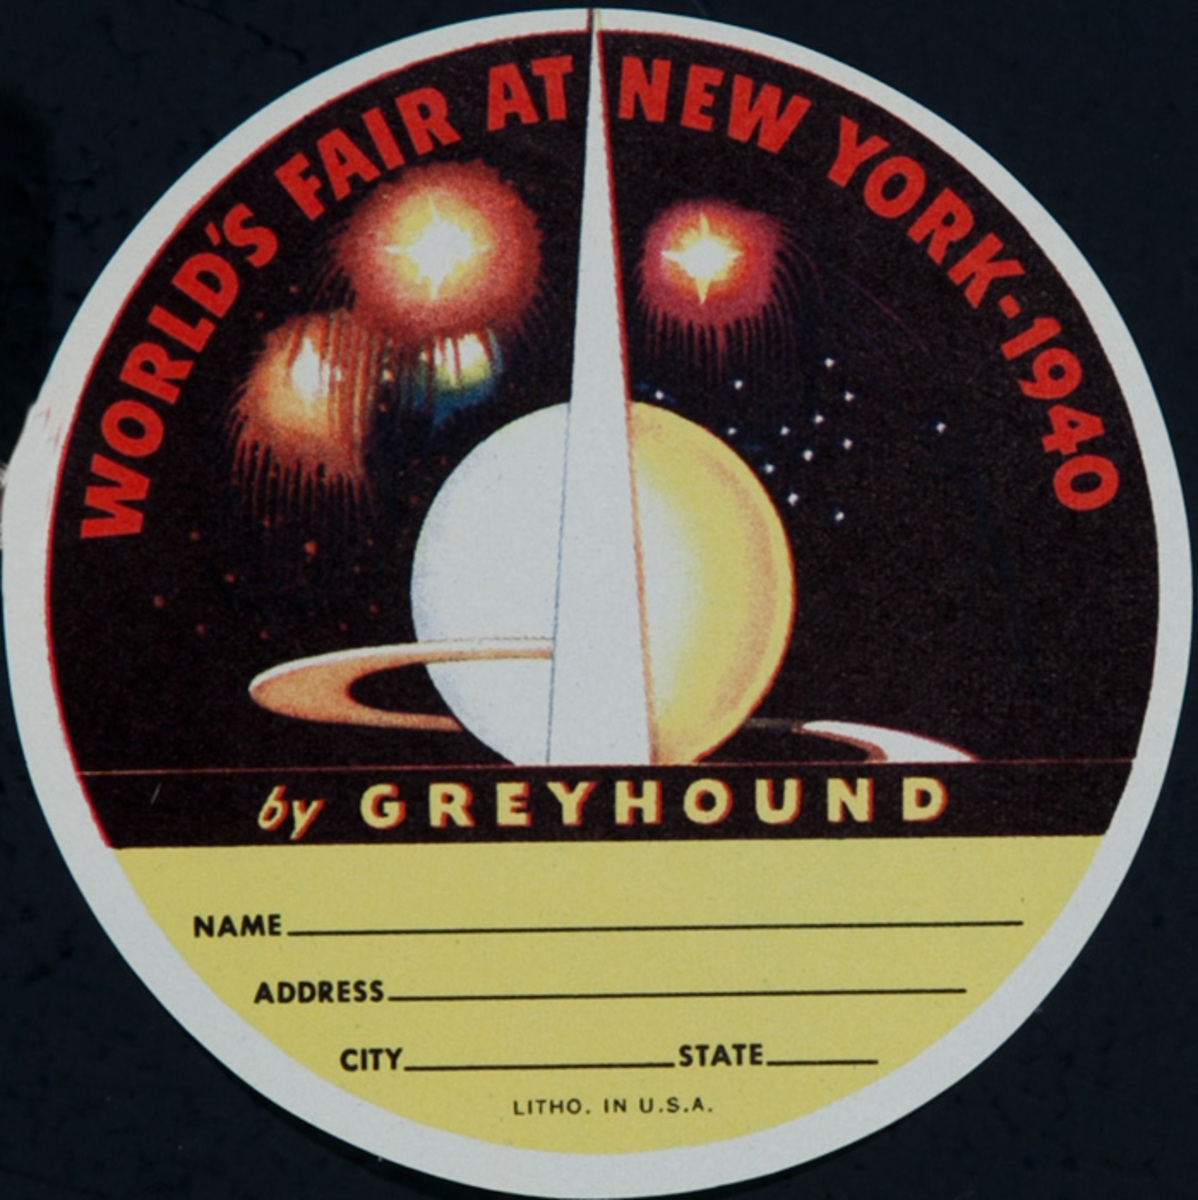 WORLD'S FAIR AT NEW YORK-1940
by GREYHOUND
NAME
ADDRESS
CITY STATE
LITHO. IN U.S.A.